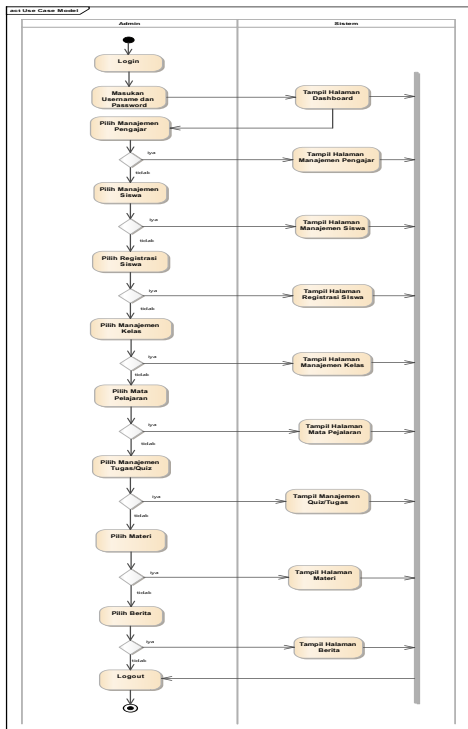 act Use Case Model
Admin
Sistem
Login
Masukan
Username dan
Password
Tampil Halaman
Dashboard
Pilih Manajemen
Pengajar
iya
Tampil Halaman
Manajemen Pengajar
tidak
Pilih Manajemen
Siswa
iya
Tampil Halaman
Manajemen Siswa
tidak
Pilih Registrasi
Siswa
iya
Tampil Halaman
Registrasi Siswa
tidak
Pilih Manajemen
Kelas
iya
Tampil Halaman
Manajemen Kelas
tidak
Pilih Mata
Pelajaran
iya
Tampil Halaman
Mata Pejalaran
tidak
Pilih Manajemen
Tugas/Quiz
iya
Tampil Manajemen
Quiz/Tugas
tidak
Pilih Materi
iya
Tampil Halaman
Materi
tidak
Pilih Berita
iya
Tampil Halaman
Berita
tidak
Logout